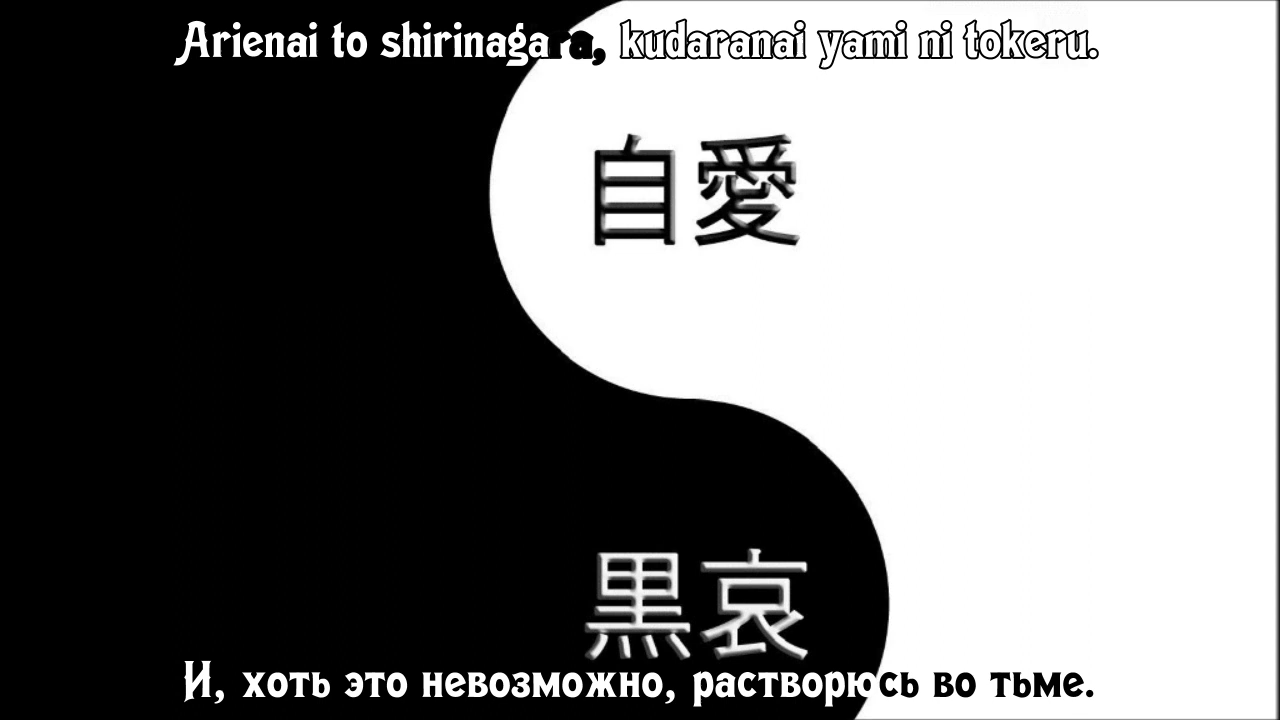 Arienai to shirinagara, kudaranai yami ni tokeru.
自愛
黒哀
И, хоть это невозможно, растворюсь во тьме.